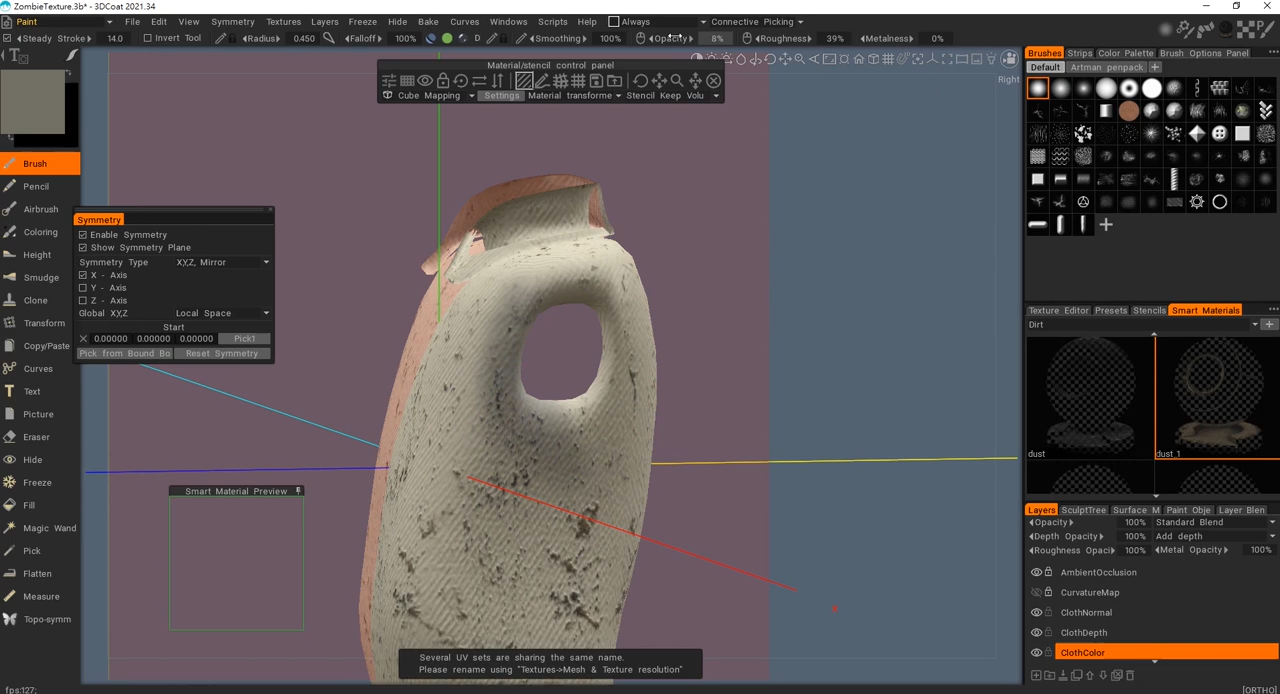 ZombieTexture.3b* - 3DCoat 2021.34
Paint File Edit View Symmetry Textures Layers Freeze Hide Bake Curves Windows Scripts Help Always Connective Picking
Steady Stroke 14.0 Invert Tool Radius 0.450 Falloff 100% D Smoothing 100% Opacity 8% Roughness 39% Metalness 0%
Material/stencil control panel
Cube Mapping Settings Material transforme Stencil Keep Volu
Right
Brush
Pencil
Airbrush
Coloring
Height
Smudge
Clone
Transform
Copy/Paste
Curves
Text
Picture
Eraser
Hide
Freeze
Fill
Magic Wand
Pick
Flatten
Measure
Topo-symm
Symmetry
Enable Symmetry
Show Symmetry Plane
Symmetry Type X,Y,Z, Mirror
X - Axis
Y - Axis
Z - Axis
Global X,Y,Z Local Space
Start
0.00000 0.00000 0.00000 Pick1
Pick from Bound Bo Reset Symmetry
Smart Material Preview
Several UV sets are sharing the same name.
Please rename using "Textures->Mesh & Texture resolution"
Brushes Strips Color Palette Brush Options Panel
Default Artman penpack
Texture Editor Presets Stencils Smart Materials
Dirt
dust dust_1
Layers SculptTree Surface M Paint Obje Layer Blen
Opacity 100% Standard Blend
Depth Opacity 100% Add depth
Roughness Opaci 100% Metal Opacity 100%
AmbientOcclusion
CurvatureMap
ClothNormal
ClothDepth
ClothColor
fps:127;
[ORTHO]